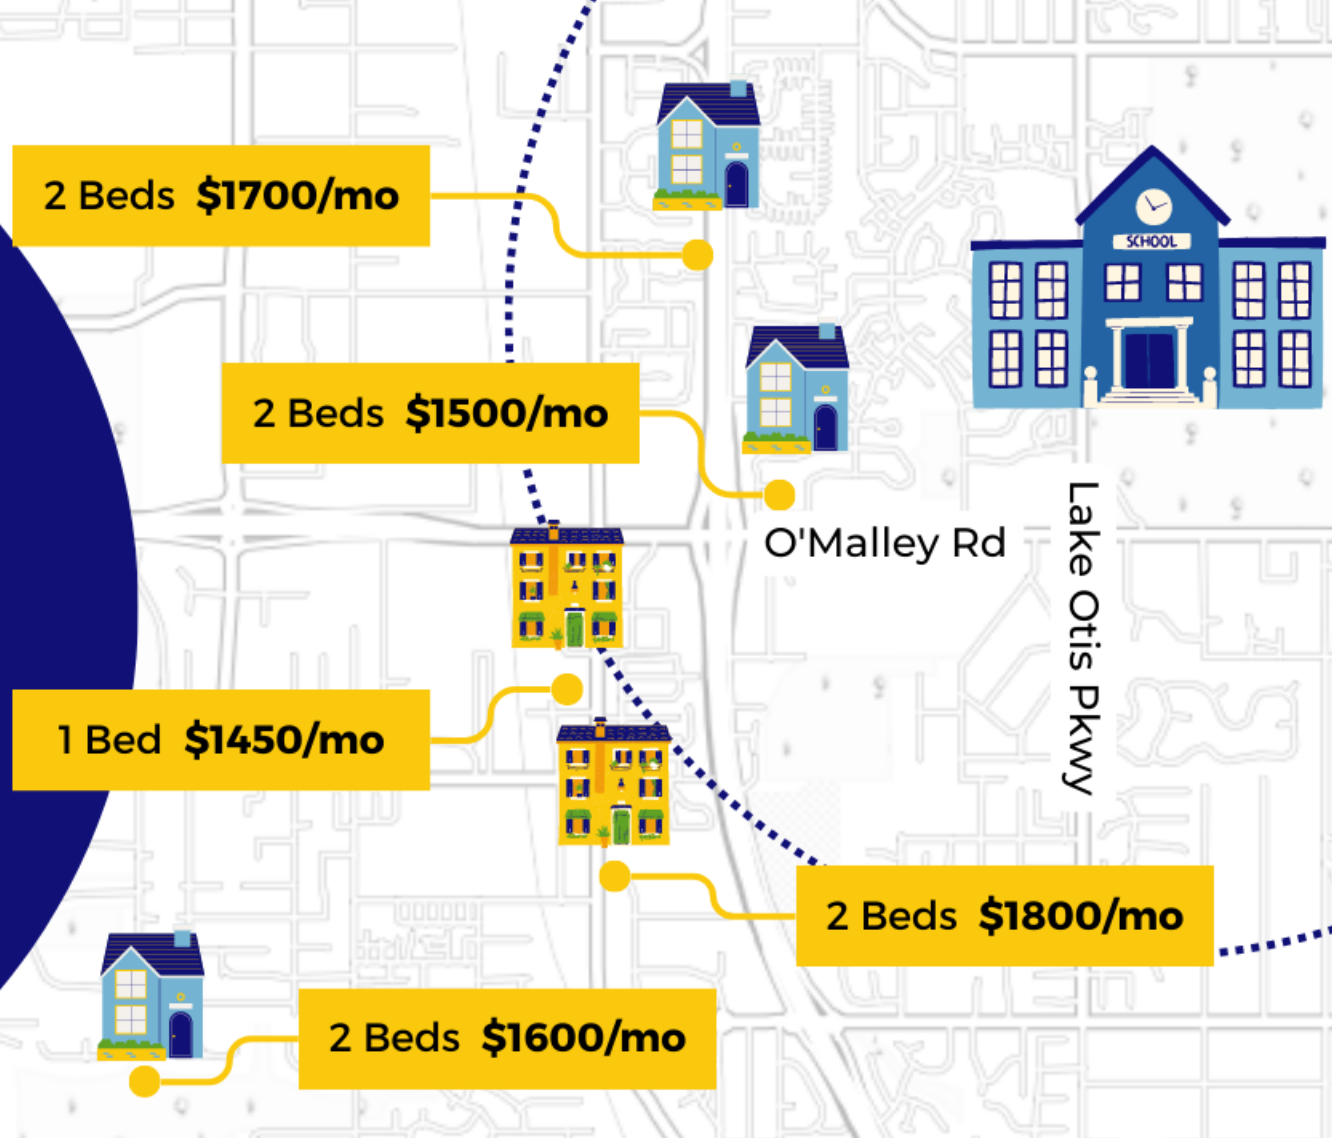 2 Beds $1700/mo
SCHOOL
2 Beds $1500/mo
O'Malley Rd
Lake Otis Pkwy
1 Bed $1450/mo
2 Beds $1800/mo
2 Beds $1600/mo